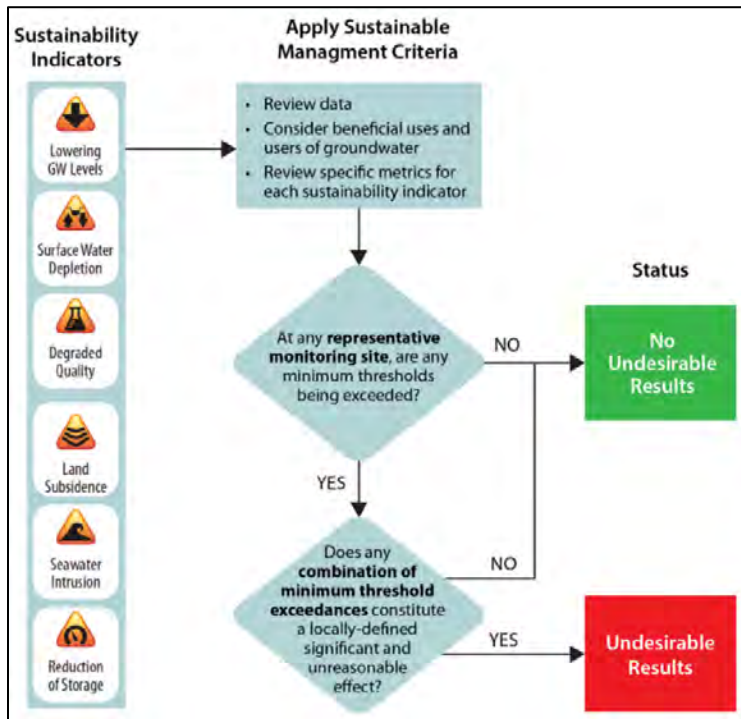 Sustainability
Indicators
Lowering
GW Levels
Surface Water
Depletion
Degraded
Quality
Land
Subsidence
Seawater
Intrusion
Reduction
of Storage
Apply Sustainable
Managment Criteria
• Review data
• Consider beneficial uses and
users of groundwater
• Review specific metrics for
each sustainability indicator
At any representative
monitoring site, are any
minimum thresholds
being exceeded?
NO
YES
Does any
combination of
minimum threshold
exceedances constitute
a locally-defined
significant and
unreasonable
effect?
NO
YES
Status
No
Undesirable
Results
Undesirable
Results